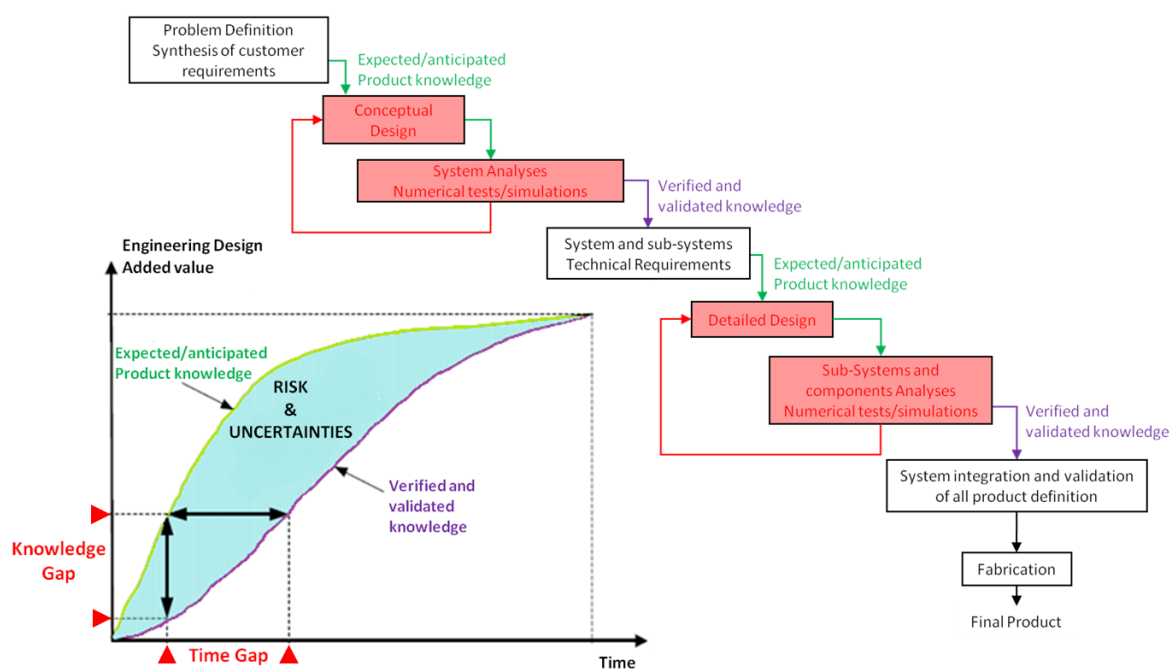 Problem Definition
Synthesis of customer
requirements
Expected/anticipated
Product knowledge
Conceptual
Design
System Analyses
Numerical tests/simulations
Verified and
validated knowledge
System and sub-systems
Technical Requirements
Expected/anticipated
Product knowledge
Detailed Design
Sub-Systems and
components Analyses
Numerical tests/simulations
Verified and
validated knowledge
System integration and validation
of all product definition
Fabrication
Final Product
Engineering Design
Added value
Expected/anticipated
Product knowledge
RISK
&
UNCERTAINTIES
Verified and
validated
knowledge
Knowledge
Gap
Time Gap
Time